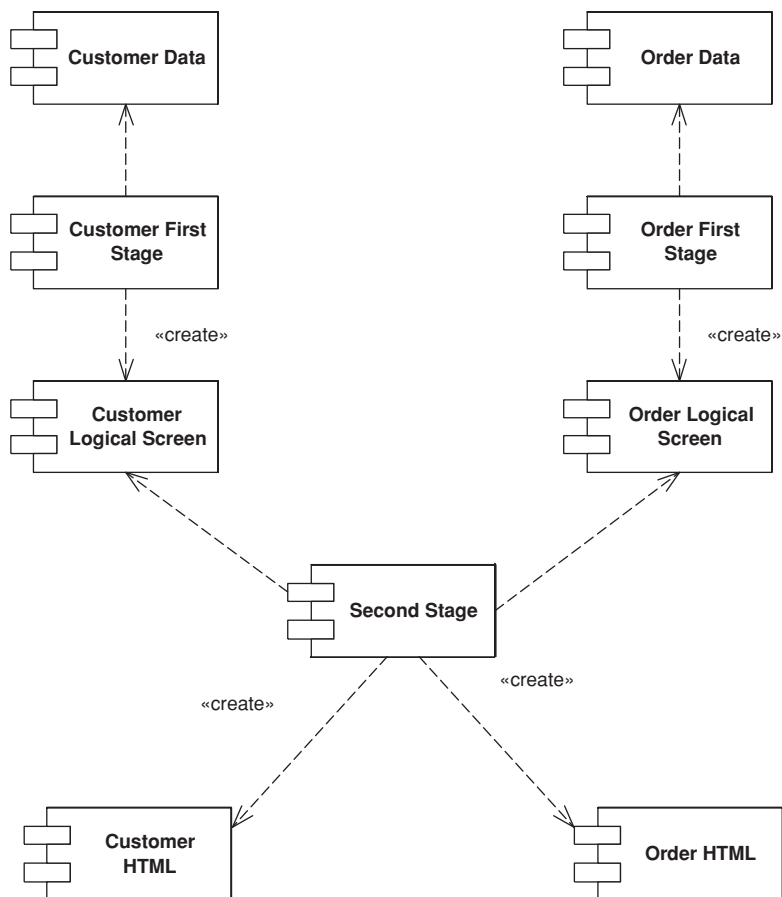 Customer Data
Order Data
Customer First
Stage
Order First
Stage
«create»
«create»
Customer
Logical Screen
Order Logical
Screen
Second Stage
«create»
«create»
Customer
HTML
Order HTML